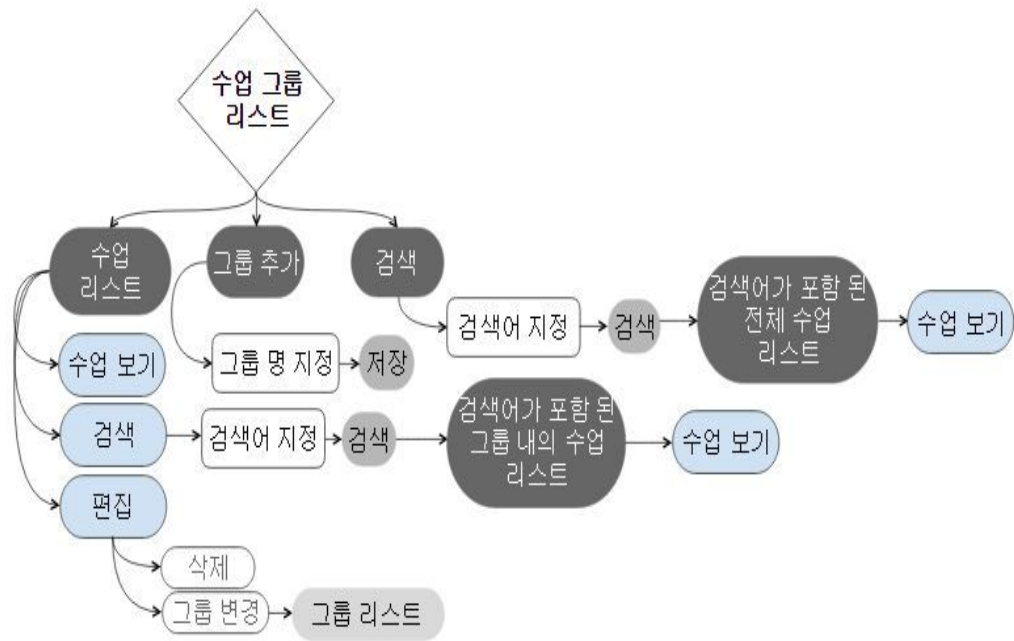 수업 그룹
리스트
수업
리스트
그룹 추가
검색
검색어 지정
검색
검색어가 포함 된
전체 수업
리스트
수업 보기
수업 보기
그룹 명 지정
저장
검색
검색어 지정
검색
검색어가 포함 된
그룹 내의 수업
리스트
수업 보기
편집
삭제
그룹 변경
그룹 리스트